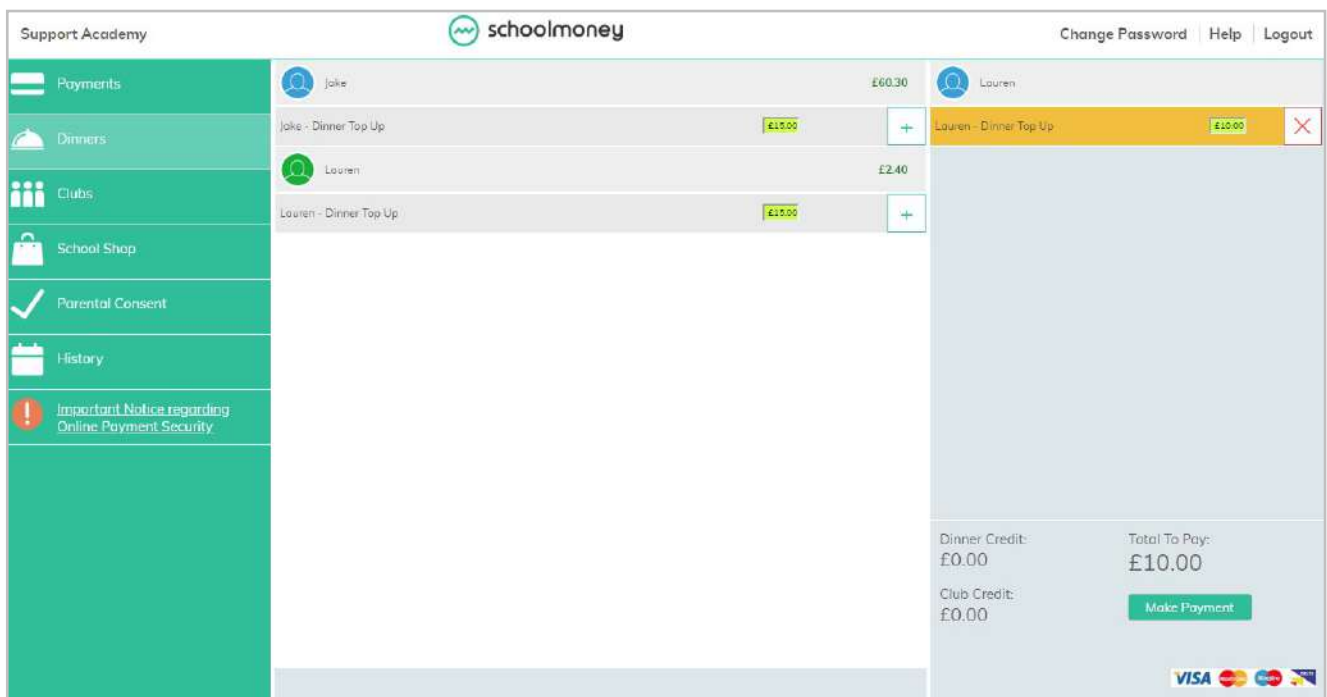 Support Academy
schoolmoney
Change Password Help Logout
Payments
Dinners
Clubs
School Shop
Parental Consent
History
Important Notice regarding
Online Payment Security
Jake £60.30
Jake - Dinner Top Up £15.00 +
Lauren £2.40
Lauren - Dinner Top Up £15.00 +
Lauren
Lauren - Dinner Top Up £10.00
Dinner Credit:
£0.00
Club Credit:
£0.00
Total To Pay:
£10.00
Make Payment
VISA